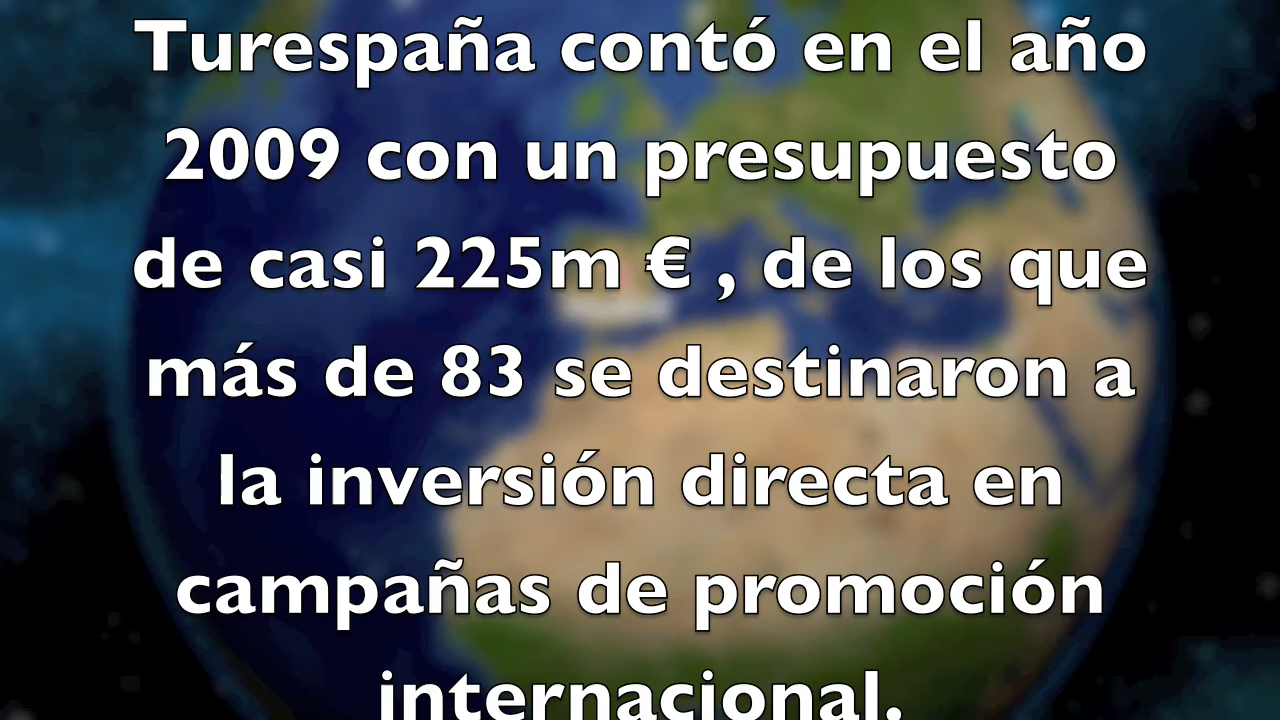 Turespaña contó en el año
2009 con un presupuesto
de casi 225m € , de los que
más de 83 se destinaron a
la inversión directa en
campañas de promoción
internacional.